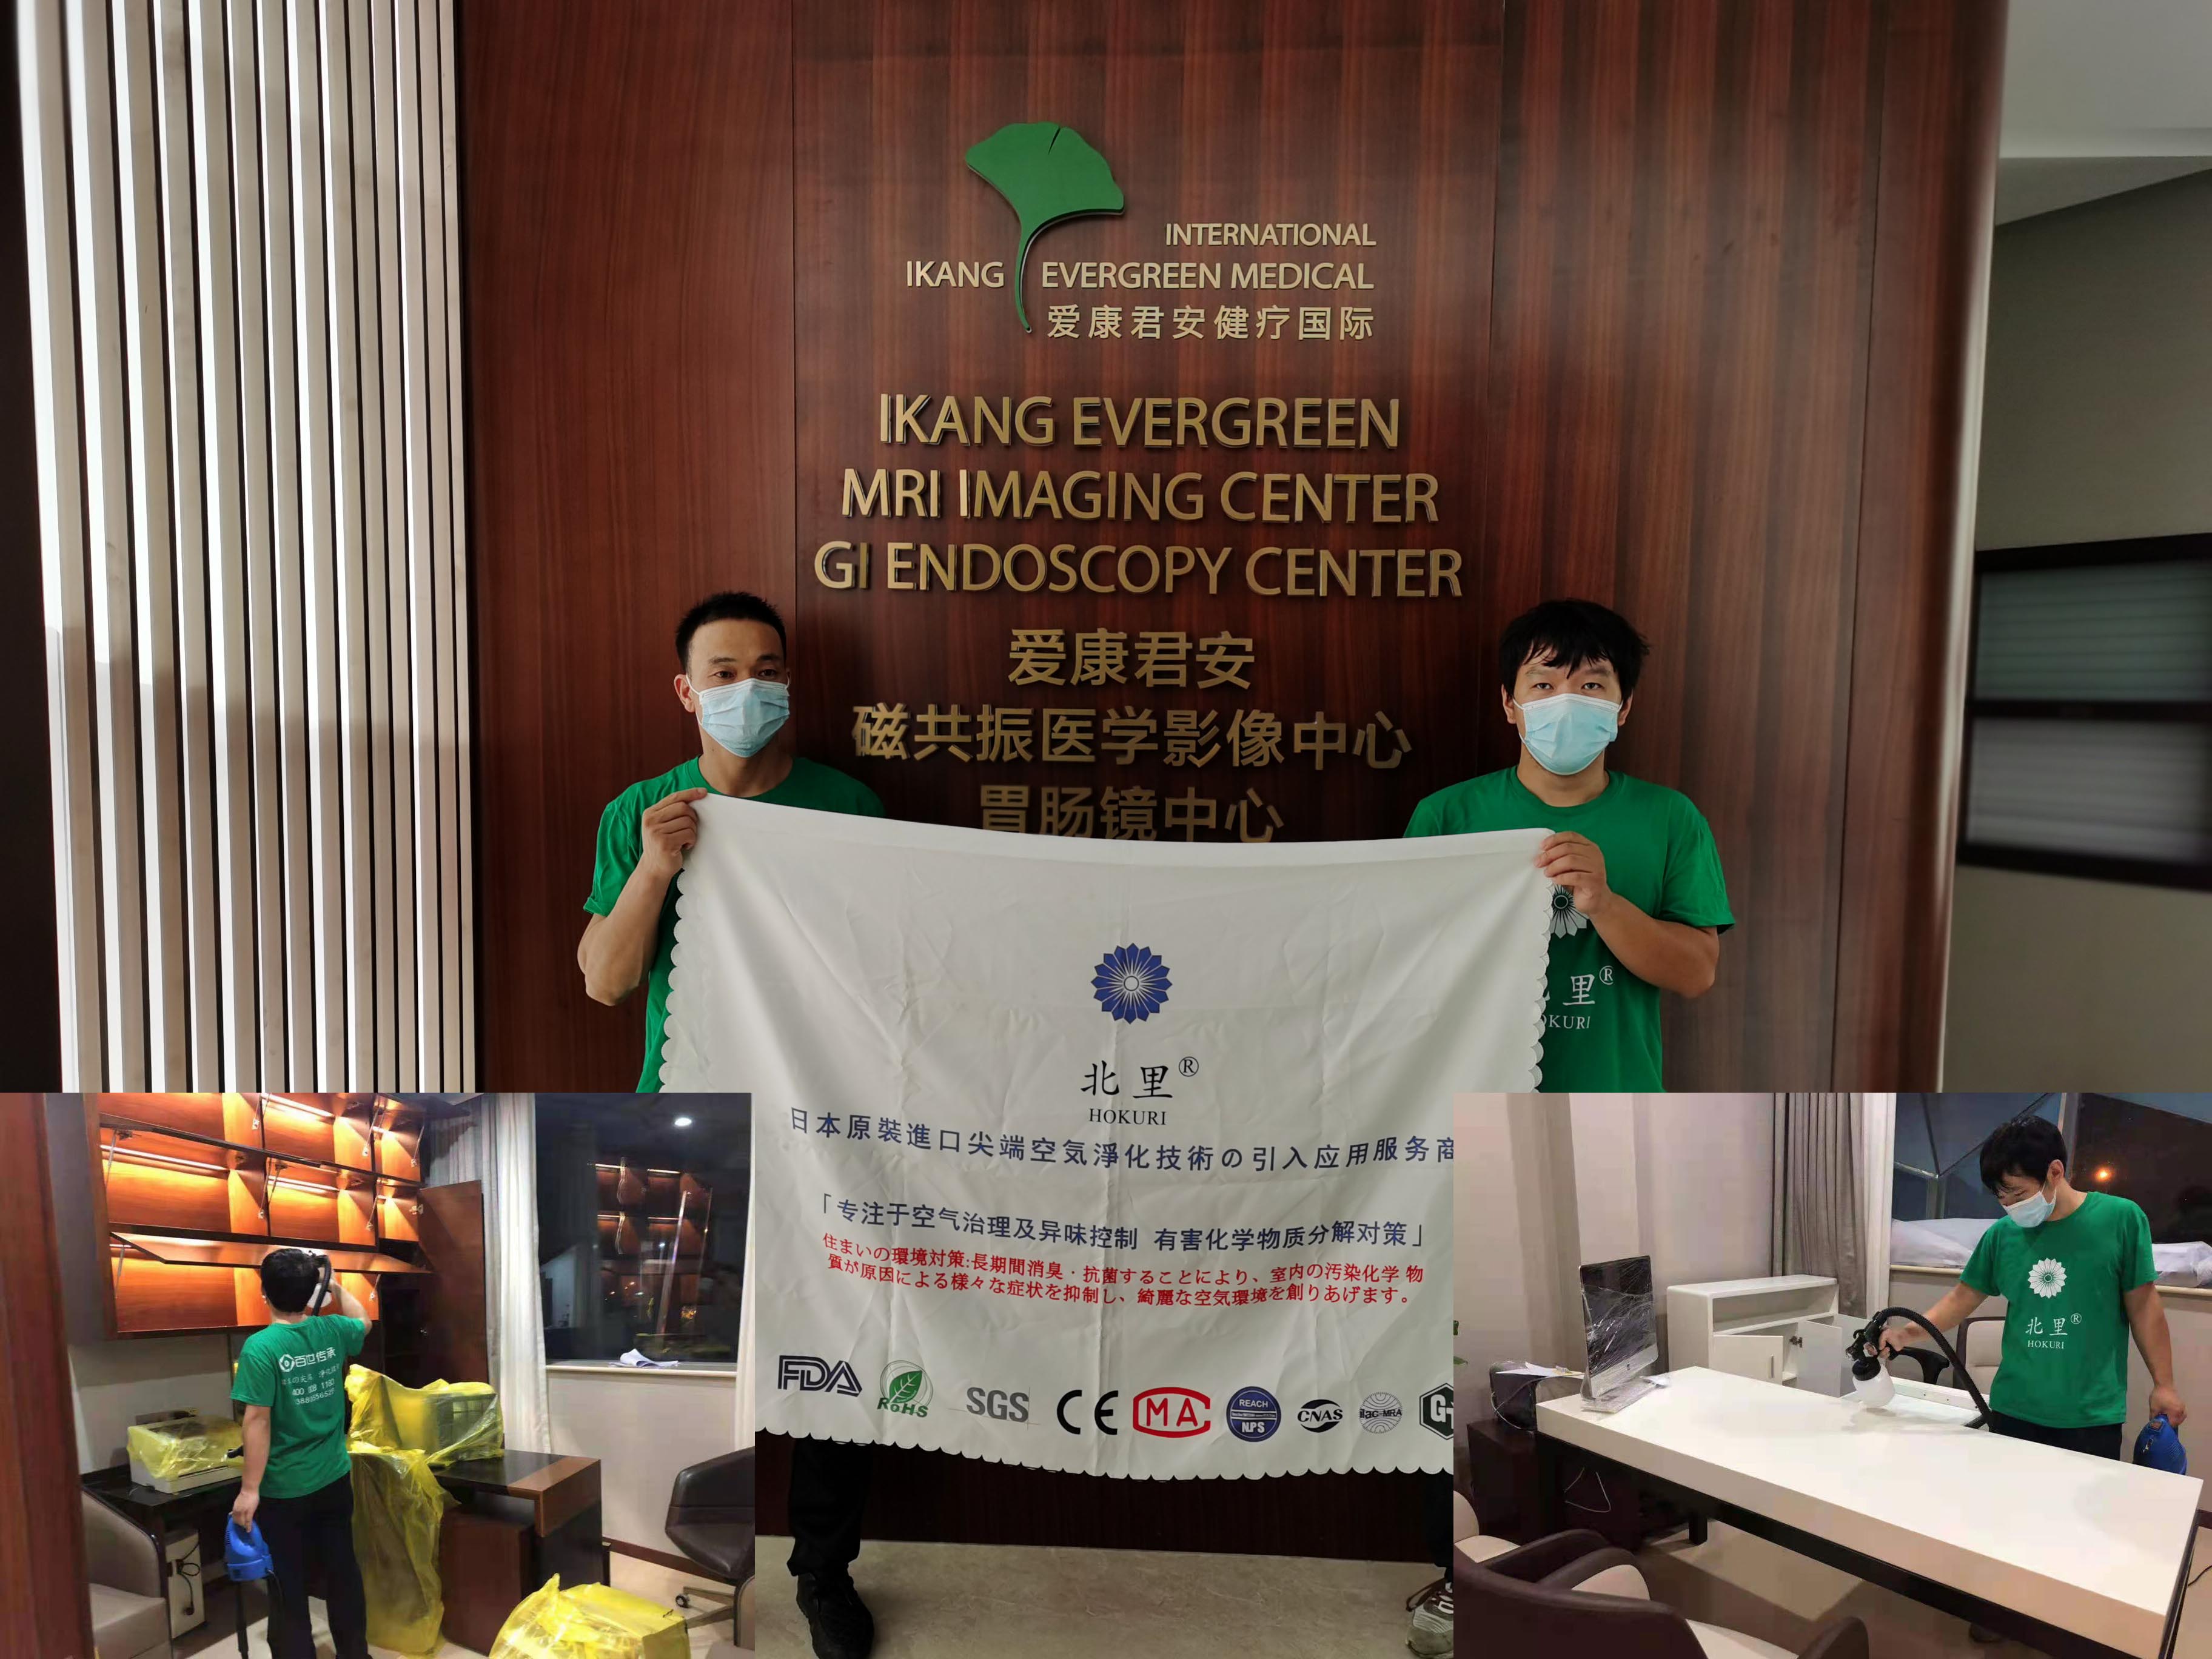 INTERNATIONAL
IKANG EVERGREEN MEDICAL
爱康君安健疗国际
IKANG EVERGREEN
MRI IMAGING CENTER
GI ENDOSCOPY CENTER
爱康君安
磁共振医学影像中心
胃肠镜中心
北里®
HOKURI
日本原裝進口尖端空気淨化技術の引入应用服务商
「专注于空气治理及异味控制 有害化学物质分解对策」
住まいの環境対策:長期間消臭・抗菌することにより、室内の汚染化学 物
質が原因による様々な症状を抑制し、綺麗な空気環境を創りあげます。
FDA
RoHS
SGS
CE
MA
REACH
NPS
CNAS
ilac-MRA
G
里®
KURI
百世传承
400
北里®
HOKURI